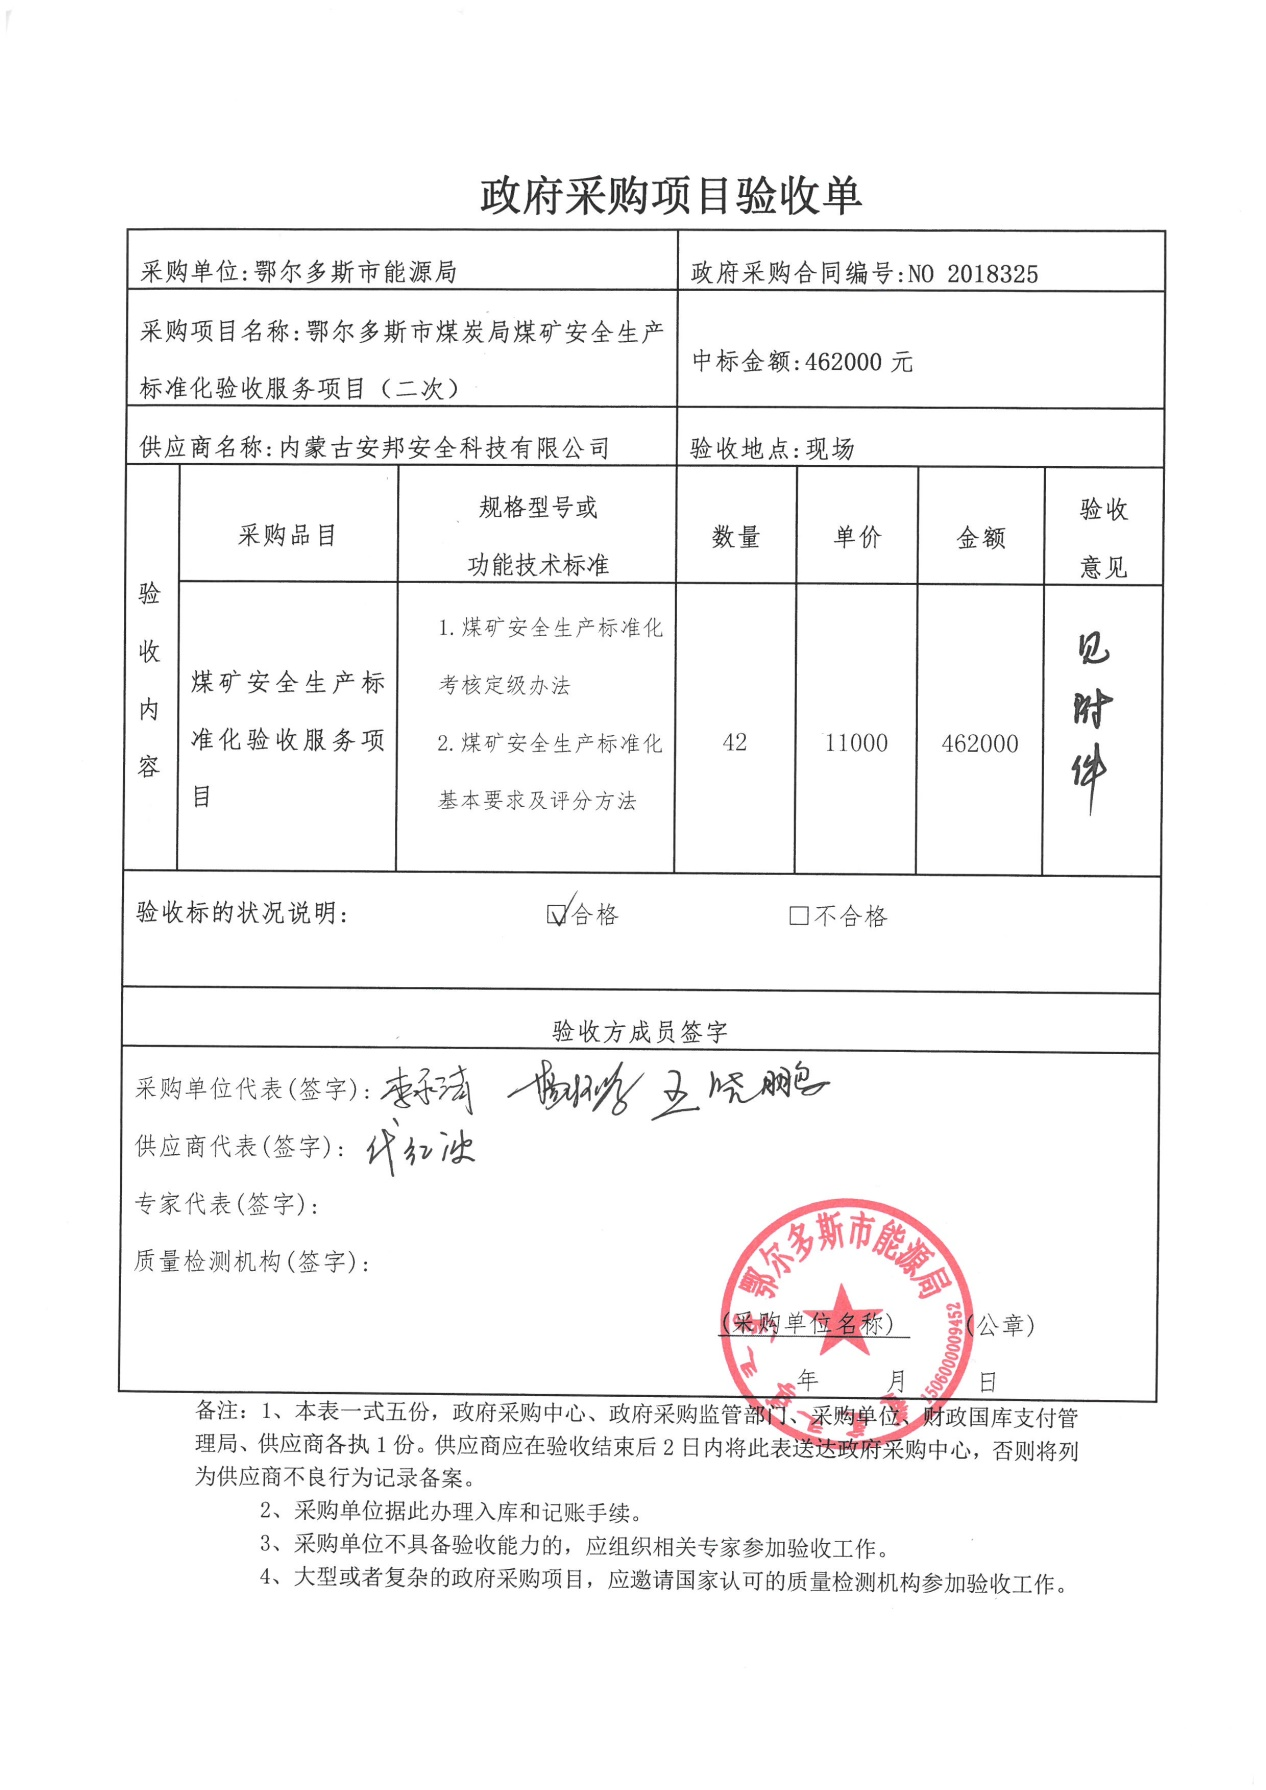 政府采购项目验收单
采购单位:鄂尔多斯市能源局
政府采购合同编号:NO 2018325
采购项目名称:鄂尔多斯市煤炭局煤矿安全生产
标准化验收服务项目（二次）
中标金额:462000 元
供应商名称:内蒙古安邦安全科技有限公司
验收地点:现场
验收内容
采购品目
规格型号或
功能技术标准
数量
单价
金额
验收
意见
煤矿安全生产标
准化验收服务项
目
1.煤矿安全生产标准化
考核定级办法
2.煤矿安全生产标准化
基本要求及评分方法
42
11000
462000
见附件
验收标的状况说明:
☑合格
□不合格
验收方成员签字
采购单位代表(签字): 王晓鹏
供应商代表(签字): 代红波
专家代表(签字):
质量检测机构(签字):
鄂尔多斯市能源局
1506000009452
(采购单位名称) (公章)
年 月 日
备注: 1、本表一式五份，政府采购中心、政府采购监管部门、采购单位、财政国库支付管
理局、供应商各执 1 份。供应商应在验收结束后 2 日内将此表送达政府采购中心，否则将列
为供应商不良行为记录备案。
2、采购单位据此办理入库和记账手续。
3、采购单位不具备验收能力的，应组织相关专家参加验收工作。
4、大型或者复杂的政府采购项目，应邀请国家认可的质量检测机构参加验收工作。